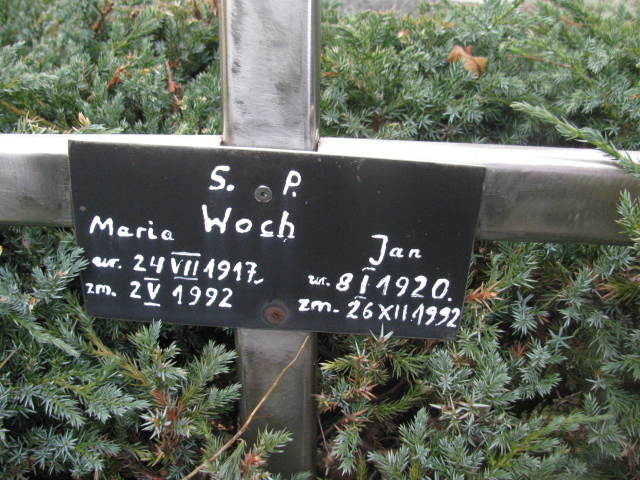 S. P.
Woch
Maria
ur. 24 VII 1917.
zm. 2 V 1992
Jan
ur. 8 I 1920.
zm. 26 XII. 1992